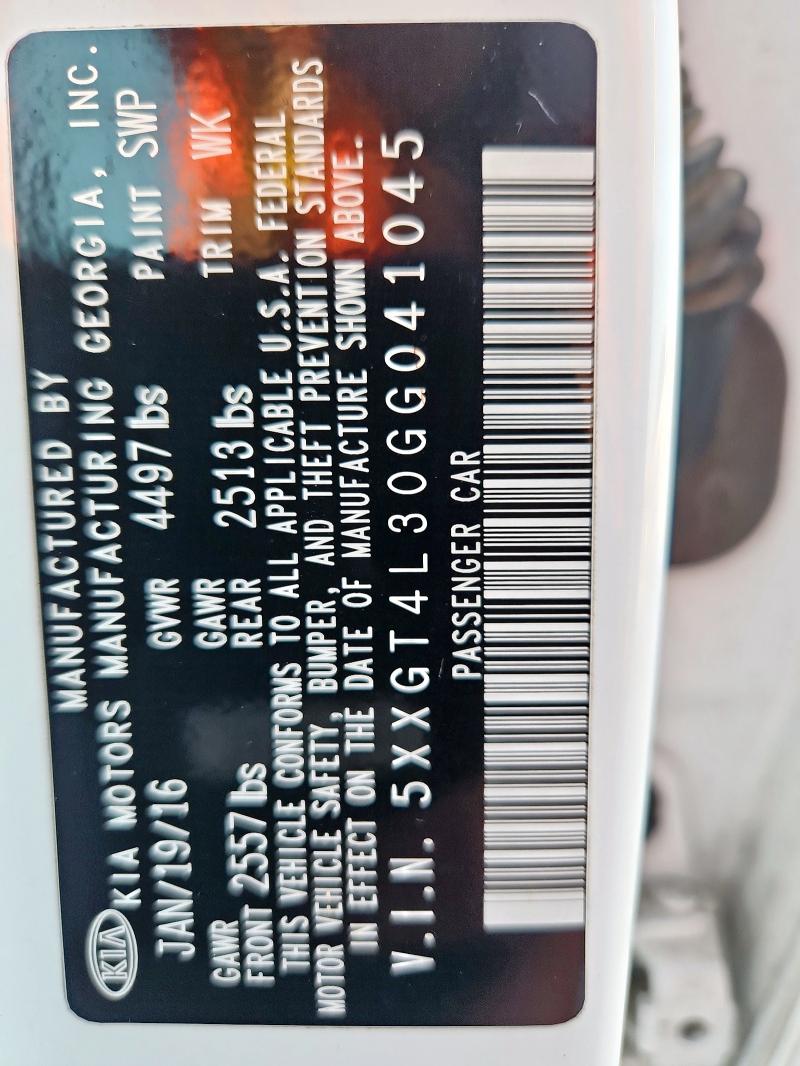 MANUFACTURED BY
KIA KIA MOTORS MANUFACTURING GEORGIA, INC.
JAN/19/16 GVWR 4497 lbs PAINT SWP
GAWR FRONT 2557 lbs GAWR REAR 2513 lbs TRIM WK
THIS VEHICLE CONFORMS TO ALL APPLICABLE U.S.A. FEDERAL
MOTOR VEHICLE SAFETY, BUMPER, AND THEFT PREVENTION STANDARDS
IN EFFECT ON THE DATE OF MANUFACTURE SHOWN ABOVE.
V.I.N. 5XXGT4L30GG041045
PASSENGER CAR